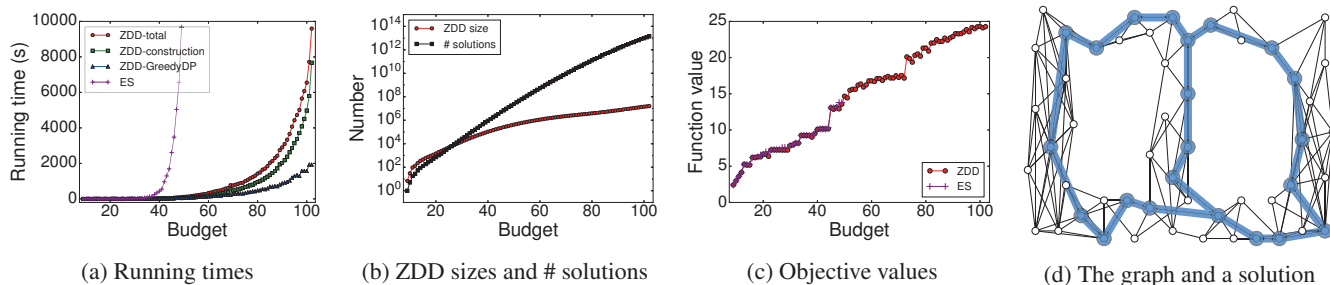 10000
8000
6000
4000
2000
0
Running time (s)
ZDD-total
ZDD-construction
ZDD-GreedyDP
ES
20 40 60 80 100
Budget
(a) Running times
10^14
10^12
10^10
10^8
10^6
10^4
10^2
10^0
Number
ZDD size
# solutions
20 40 60 80 100
Budget
(b) ZDD sizes and # solutions
25
20
15
10
5
0
Function value
ZDD
ES
20 40 60 80 100
Budget
(c) Objective values
(d) The graph and a solution